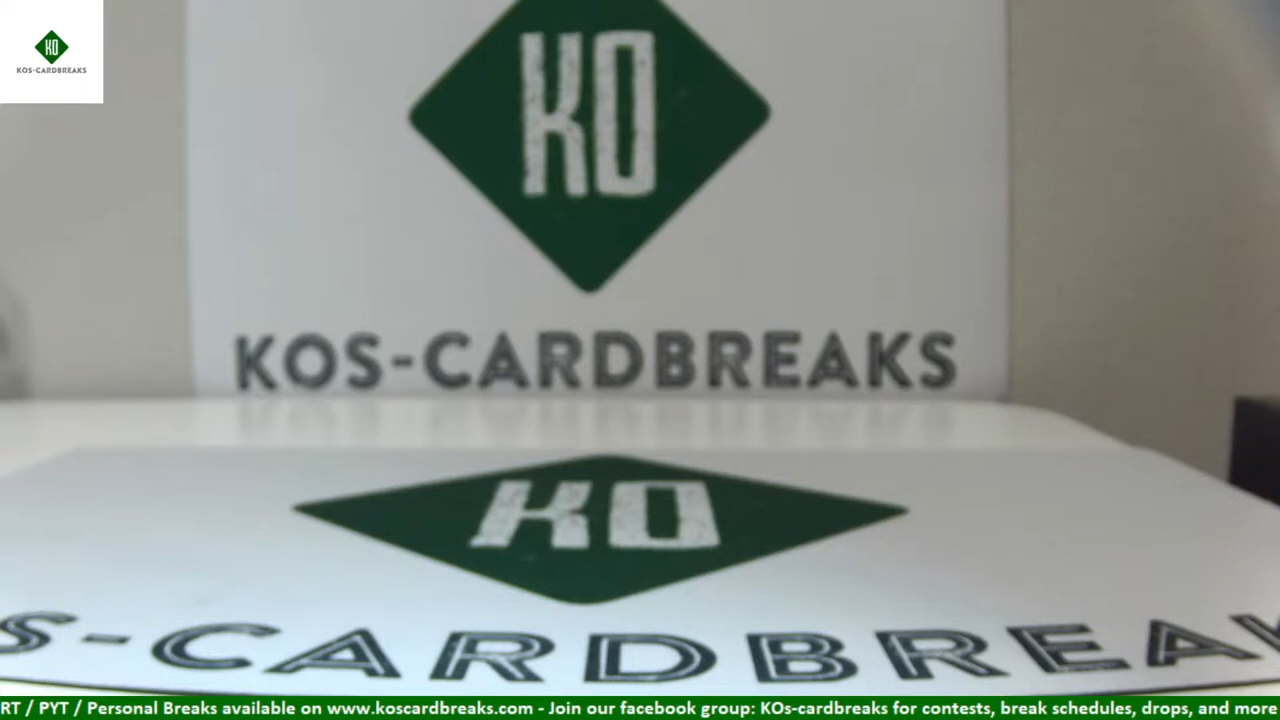 KO
KOS-CARDBREAKS
KO
KOS-CARDBREAKS
KO
S-CARDBREAK
RT / PYT / Personal Breaks available on www.koscardbreaks.com - Join our facebook group: KOs-cardbreaks for contests, break schedules, drops, and more